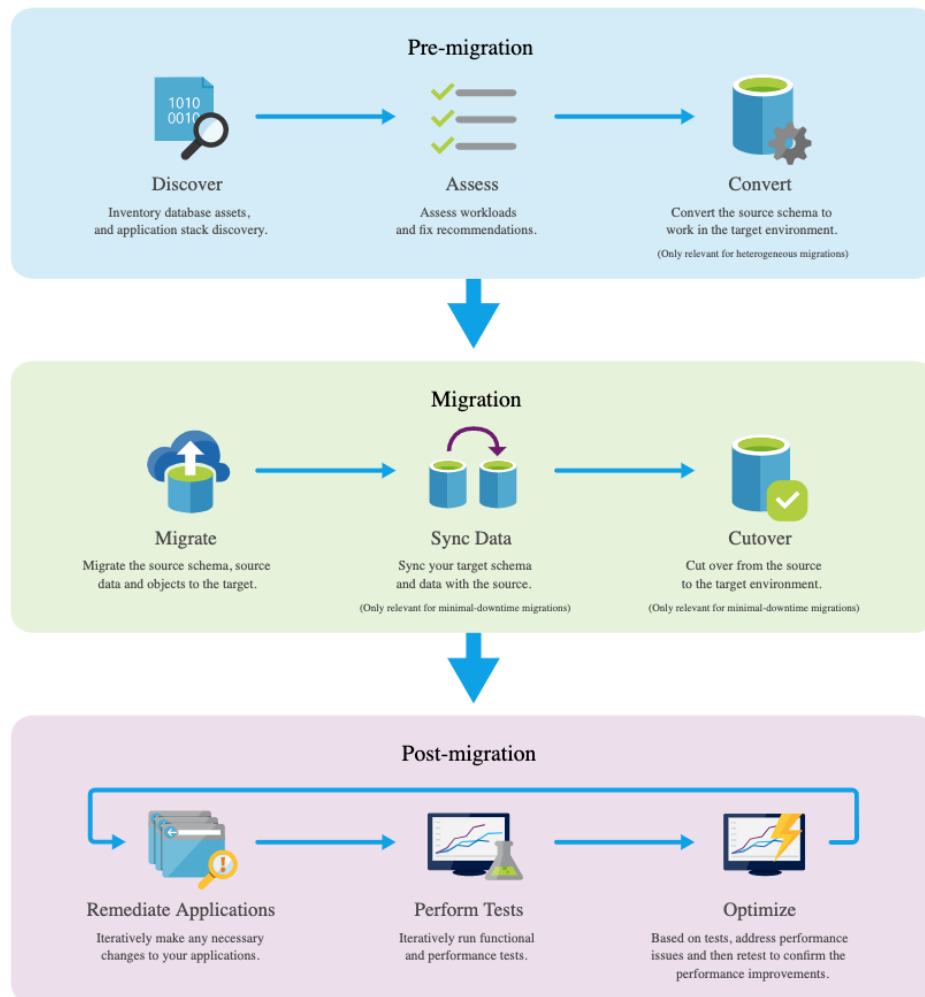 Pre-migration
1010
0010
Discover
Inventory database assets,
and application stack discovery.
Assess
Assess workloads
and fix recommendations.
Convert
Convert the source schema to
work in the target environment.
(Only relevant for heterogeneous migrations)
Migration
Migrate
Migrate the source schema, source
data and objects to the target.
Sync Data
Sync your target schema
and data with the source.
(Only relevant for minimal-downtime migrations)
Cutover
Cut over from the source
to the target environment.
(Only relevant for minimal-downtime migrations)
Post-migration
Remediate Applications
Iteratively make any necessary
changes to your applications.
Perform Tests
Iteratively run functional
and performance tests.
Optimize
Based on tests, address performance
issues and then retest to confirm the
performance improvements.